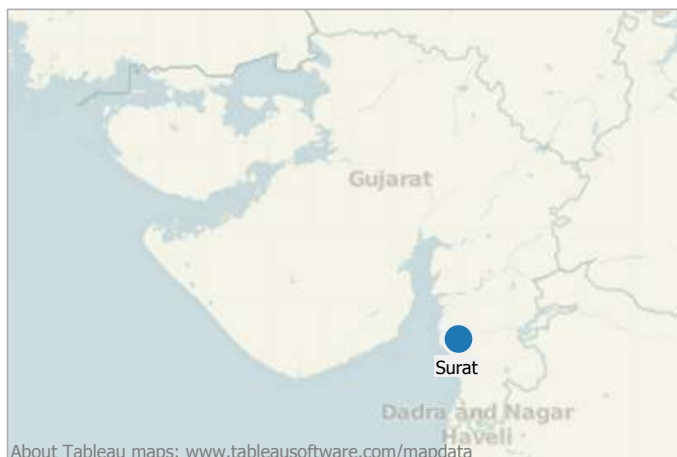 Gujarat
Surat
Dadra and Nagar
Haveli
About Tableau maps: www.tableausoftware.com/mapdata